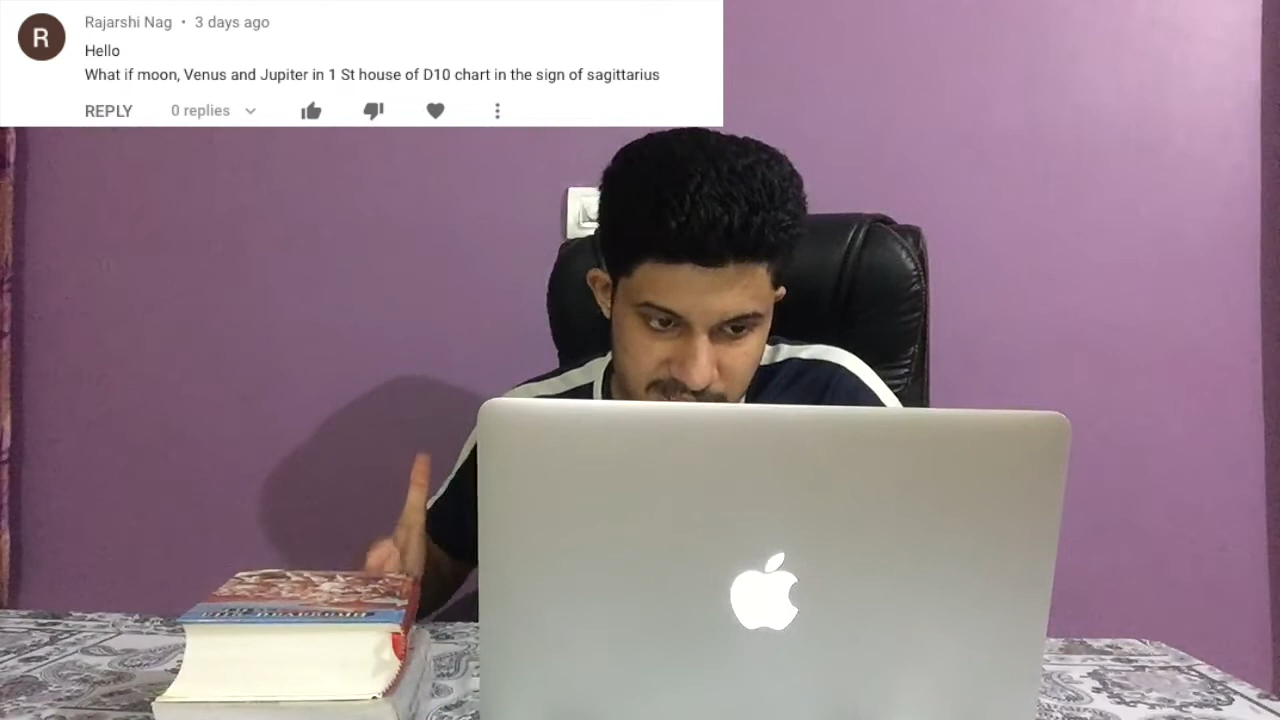 R
Rajarshi Nag • 3 days ago
Hello
What if moon, Venus and Jupiter in 1 St house of D10 chart in the sign of sagittarius
REPLY 0 replies